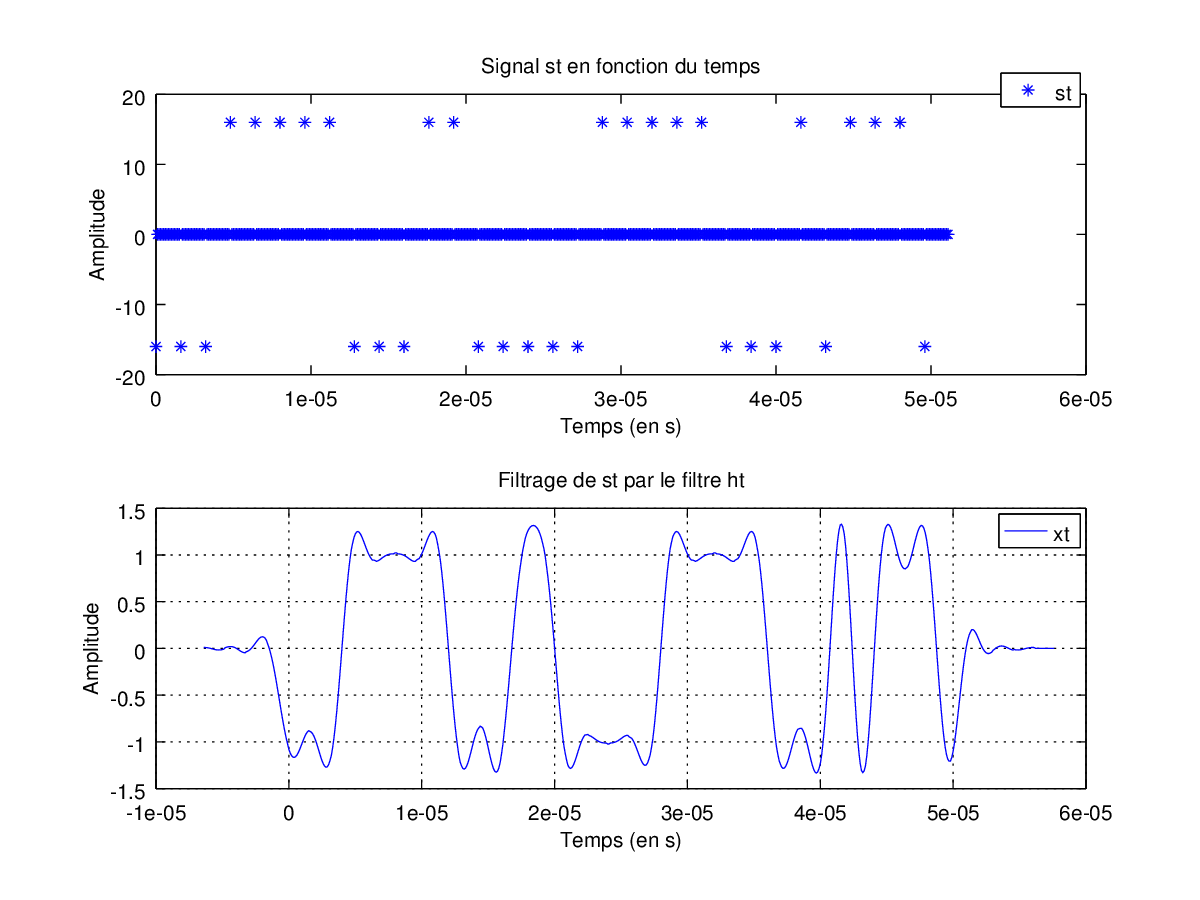 Signal st en fonction du temps
st
20
10
0
-10
-20
Amplitude
0 1e-05 2e-05 3e-05 4e-05 5e-05 6e-05
Temps (en s)
Filtrage de st par le filtre ht
xt
1.5
1
0.5
0
-0.5
-1
-1.5
Amplitude
-1e-05 0 1e-05 2e-05 3e-05 4e-05 5e-05 6e-05
Temps (en s)